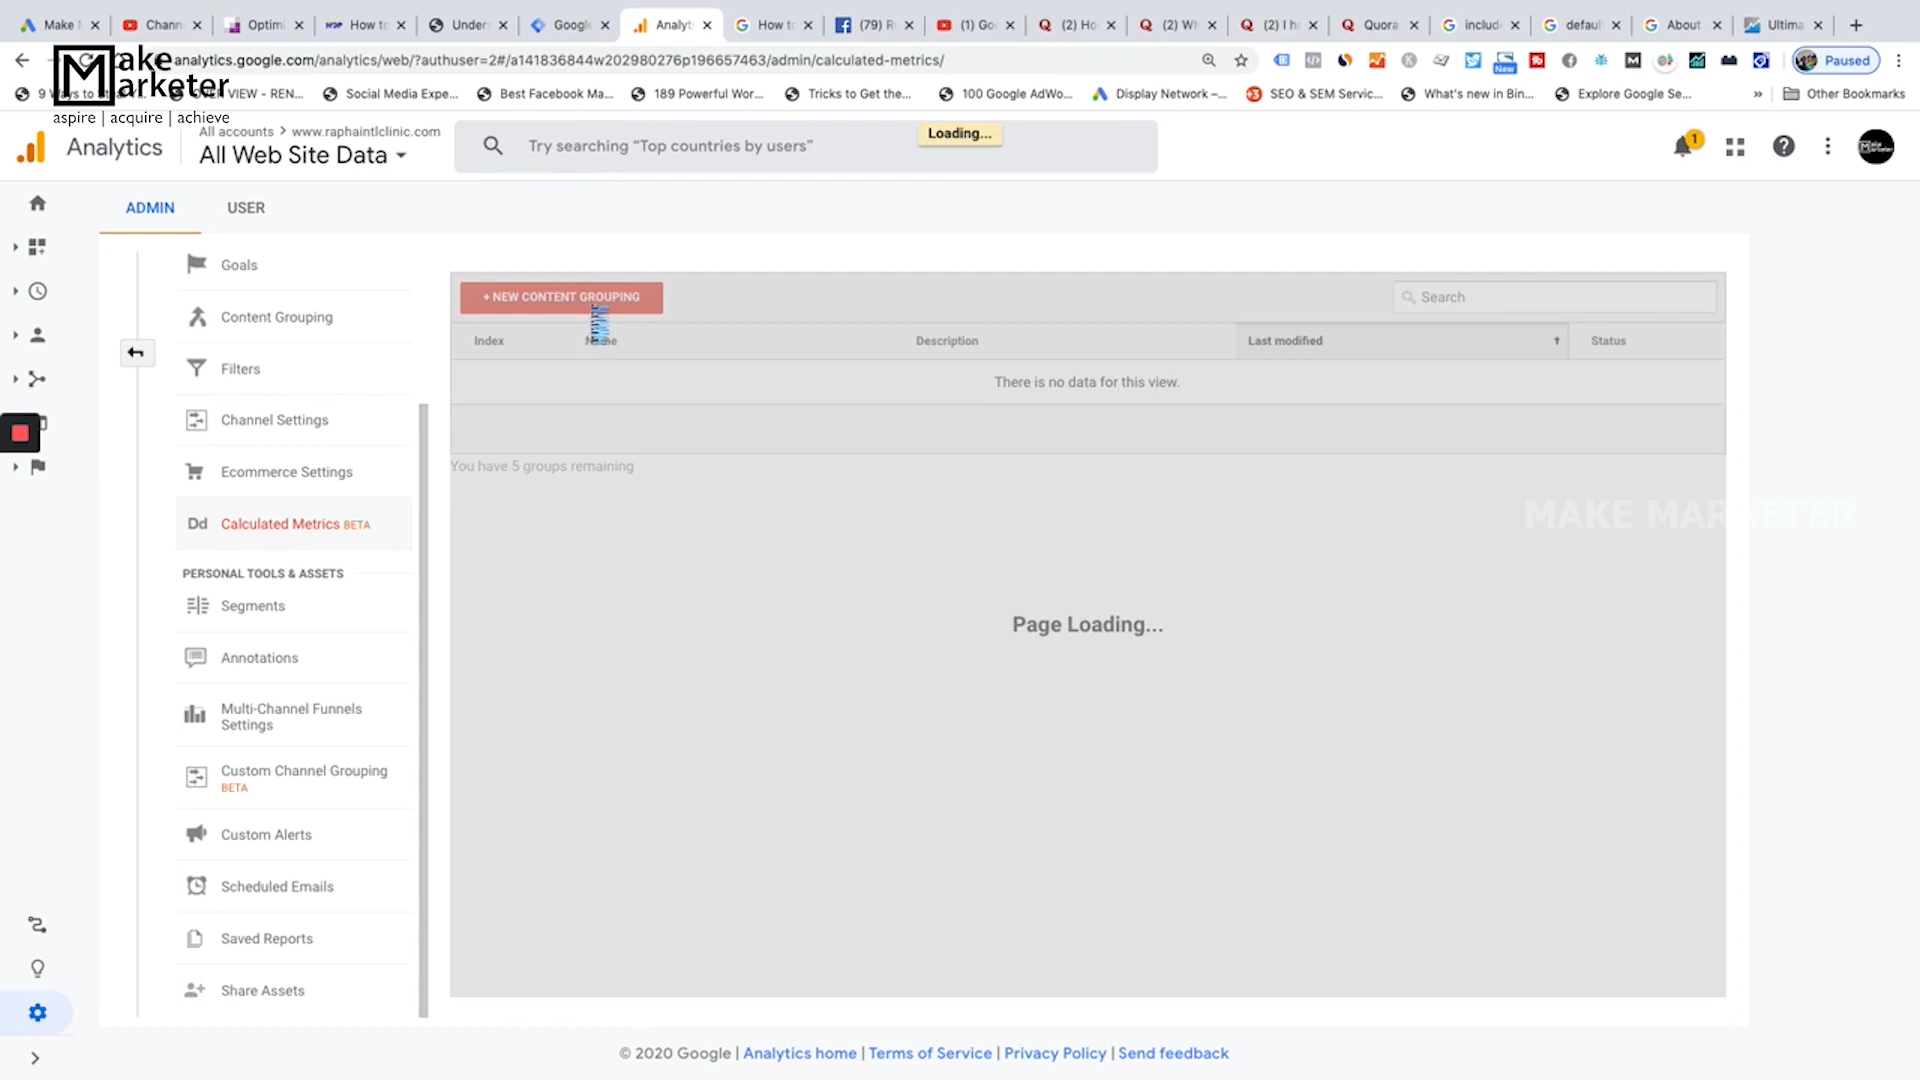 Make M
Chann
Optimi
How to
Under
Google
Analyt
How to
(79) R
(1) Go
(2) Ho
(2) Wh
(2) I ha
Quora
includ
defaul
About
Ultima
analytics.google.com/analytics/web/?authuser=2#/a141836844w202980276p196657463/admin/calculated-metrics/
New
Paused
Make
Marketer
aspire | acquire | achieve
VIEW - REN...
Social Media Expe...
Best Facebook Ma...
189 Powerful Wor...
Tricks to Get the...
100 Google AdWo...
Display Network –...
SEO & SEM Servic...
What's new in Bin...
Explore Google Se...
Other Bookmarks
Analytics
All accounts > www.raphaintlclinic.com
All Web Site Data
Try searching “Top countries by users”
Loading...
1
ADMIN
USER
Goals
Content Grouping
Filters
Channel Settings
Ecommerce Settings
Dd Calculated Metrics BETA
PERSONAL TOOLS & ASSETS
Segments
Annotations
Multi-Channel Funnels
Settings
Custom Channel Grouping
BETA
Custom Alerts
Scheduled Emails
Saved Reports
Share Assets
+ NEW CONTENT GROUPING
Search
Index
Name
Description
Last modified
Status
There is no data for this view.
You have 5 groups remaining
MAKE MARKETER
Page Loading...
© 2020 Google | Analytics home | Terms of Service | Privacy Policy | Send feedback